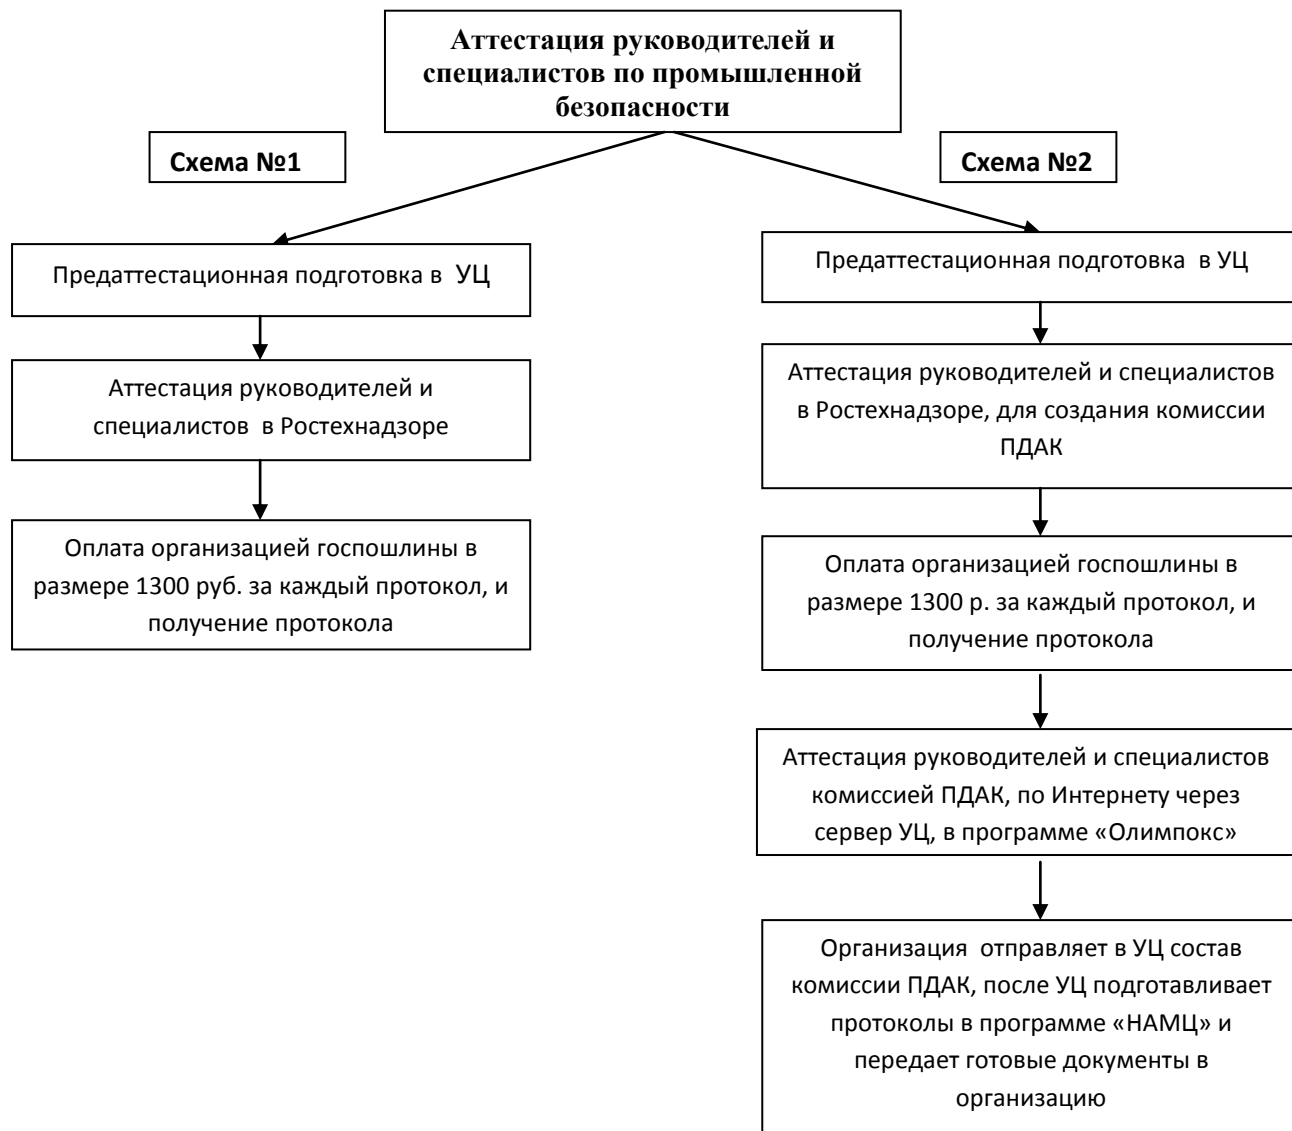 Аттестация руководителей и
специалистов по промышленной
безопасности
Схема №1
Схема №2
Предаттестационная подготовка в УЦ
Аттестация руководителей и
специалистов в Ростехнадзоре
Оплата организацией госпошлины в
размере 1300 руб. за каждый протокол, и
получение протокола
Предаттестационная подготовка в УЦ
Аттестация руководителей и специалистов
в Ростехнадзоре, для создания комиссии
ПДАК
Оплата организацией госпошлины в
размере 1300 р. за каждый протокол, и
получение протокола
Аттестация руководителей и специалистов
комиссией ПДАК, по Интернету через
сервер УЦ, в программе «Олимпокс»
Организация отправляет в УЦ состав
комиссии ПДАК, после УЦ подготавливает
протоколы в программе «НАМЦ» и
передает готовые документы в
организацию